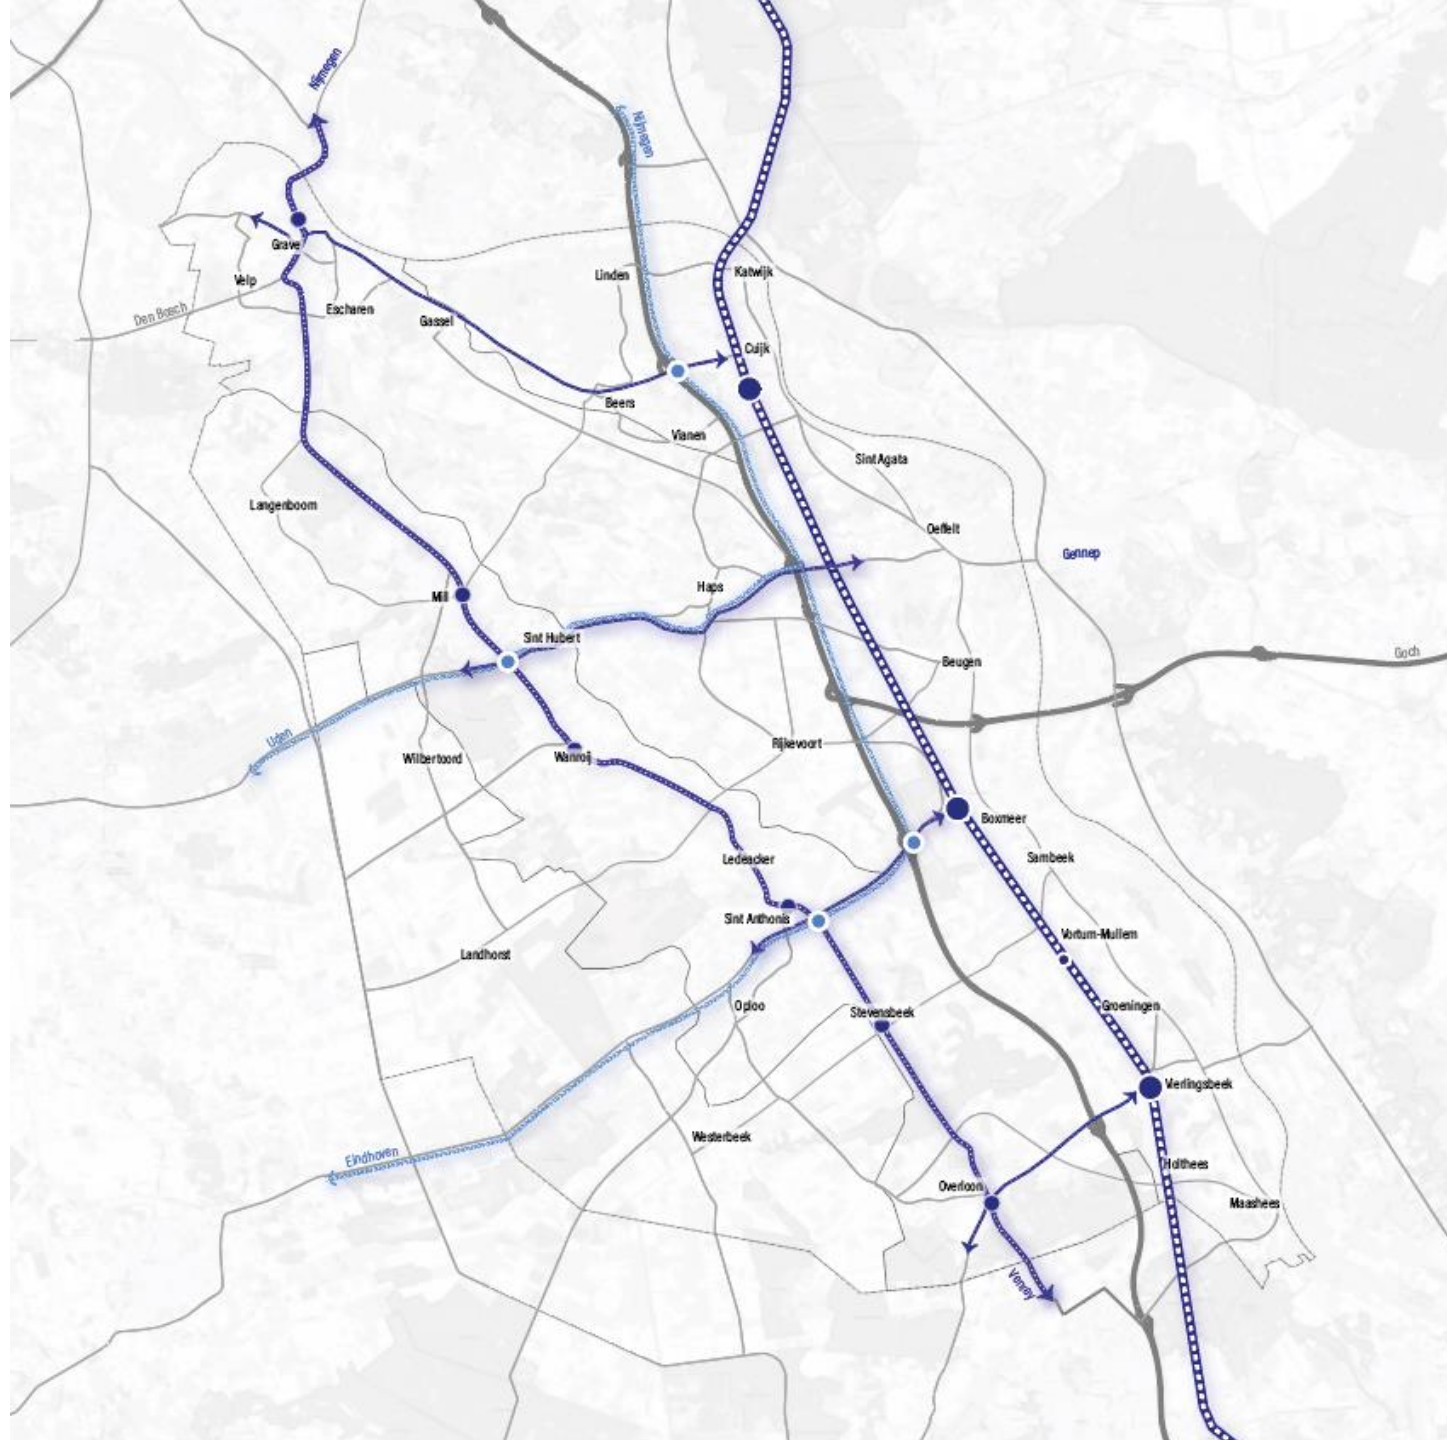 Nijmegen
Nijmegen
Grave
Velp
Den Bosch
Escharen
Gassel
Linden
Katwijk
Cuijk
Beers
Vianen
Sint Agata
Langenboom
Oeffelt
Gennep
Mill
Haps
Sint Hubert
Beugen
Goch
Uden
Wilbertoord
Wanroij
Rijkevoort
Boxmeer
Ledeacker
Sambeek
Sint Anthonis
Vortum-Mullem
Landhorst
Oploo
Stevensbeek
Groeningen
Vierlingsbeek
Westerbeek
Eindhoven
Holthees
Overloon
Maashees
Venray